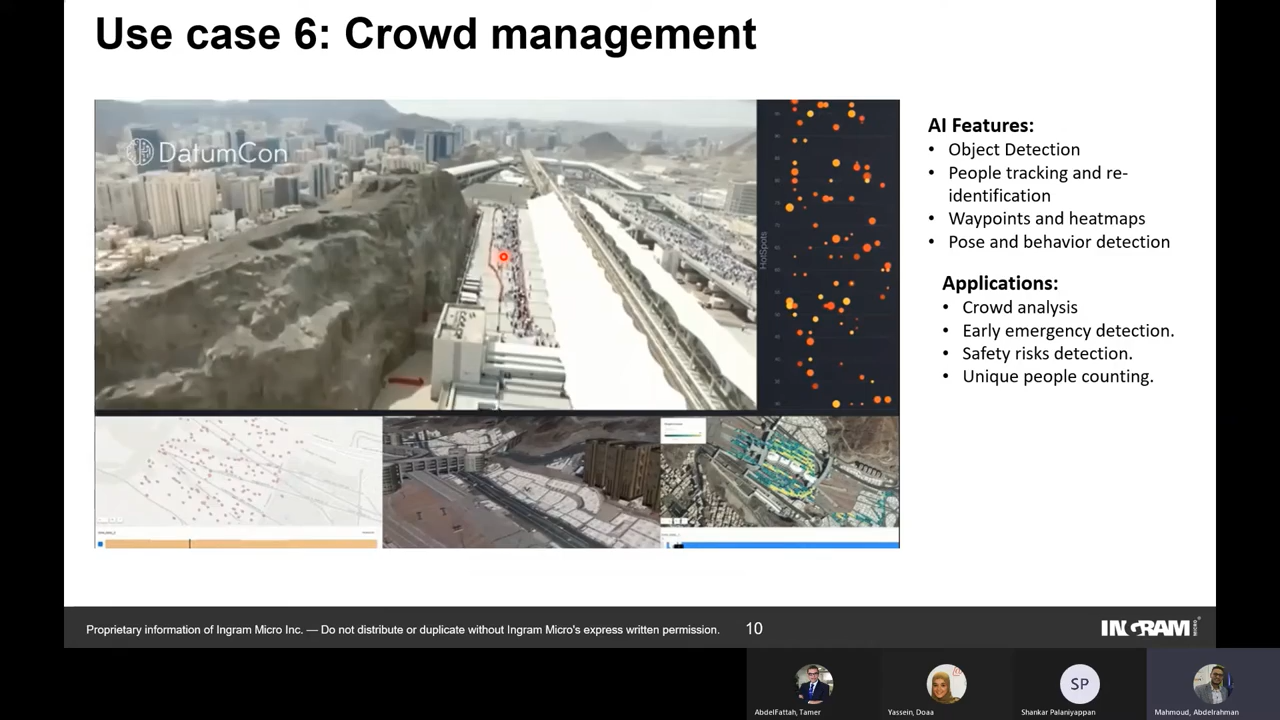 Use case 6: Crowd management
DatumCon
HotSpots
AI Features:
• Object Detection
• People tracking and re-
identification
• Waypoints and heatmaps
• Pose and behavior detection
Applications:
• Crowd analysis
• Early emergency detection.
• Safety risks detection.
• Unique people counting.
Proprietary information of Ingram Micro Inc. — Do not distribute or duplicate without Ingram Micro's express written permission.
10
INGRAM MICRO
SP
AbdelFattah, Tamer
Yassein, Doaa
Shankar Palaniyappan
Mahmoud, Abdelrahman